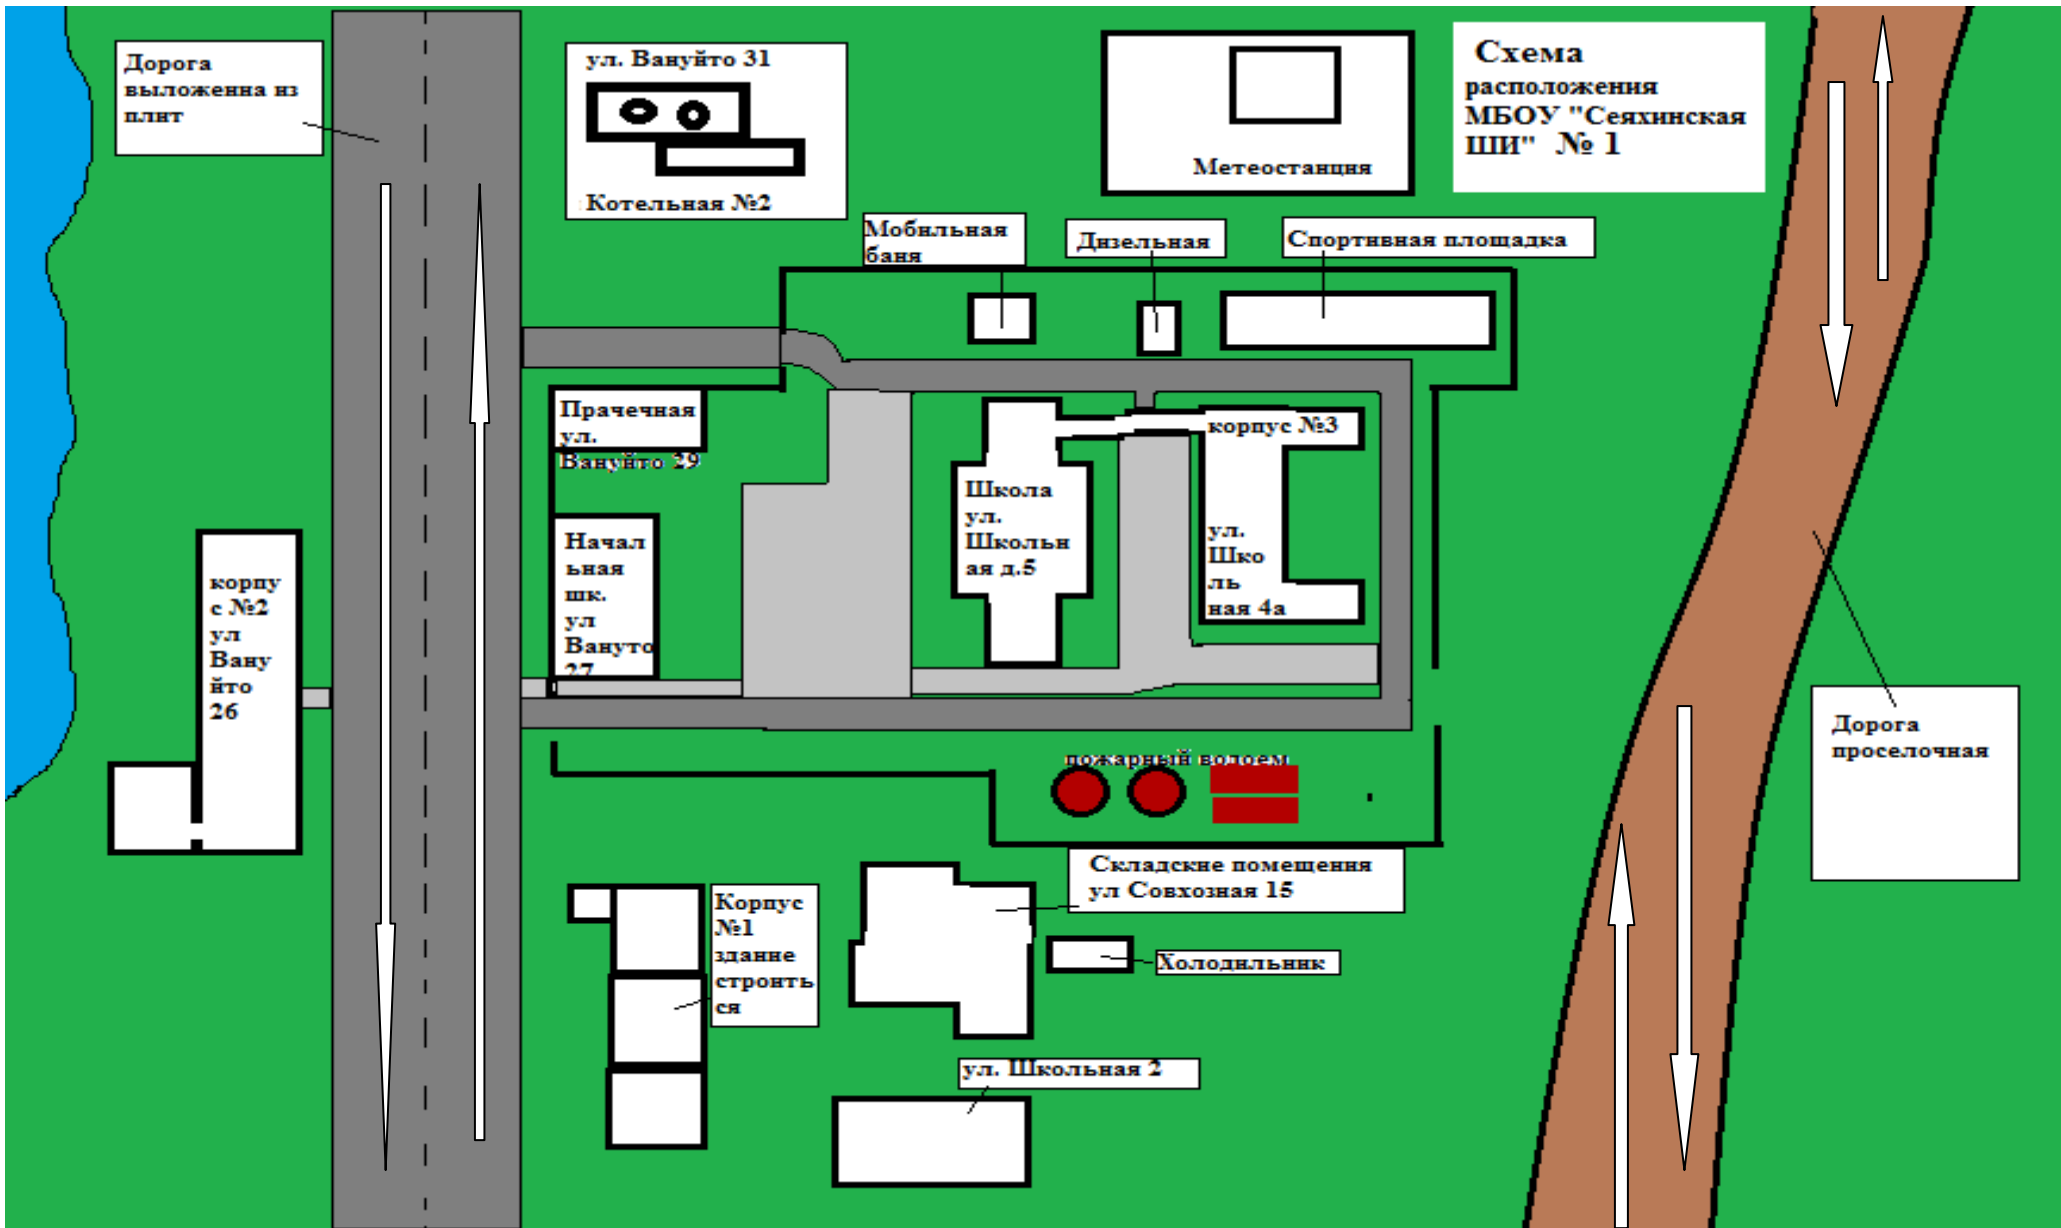 Дорога
выложенна из
плит
ул. Вануйто 31
Котельная №2
Метеостанция
Схема
расположения
МБОУ "Сеяхинская
ШИ" № 1
Мобильная
баня
Дизельная
Спортивная площадка
Прачечная
ул.
Вануйто 29
корпус №3
ул.
Шко
ль
ная 4а
Школа
ул.
Школьн
ая д.5
Начал
ьная
шк.
ул
Вануто
27
корпу
с №2
ул
Вану
йто
26
Дорога
проселочная
пожарный водоем
Складские помещения
ул Совхозная 15
Корпус
№1
здание
строить
ся
Холодильник
ул. Школьная 2